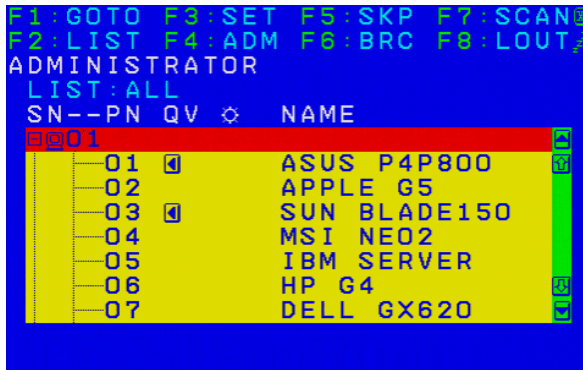 F1:GOTO F3:SET F5:SKP F7:SCAN
F2:LIST F4:ADM F6:BRC F8:LOUT
ADMINISTRATOR
LIST:ALL
SN--PN QV ☼ NAME
01
01 ASUS P4P800
02 APPLE G5
03 SUN BLADE150
04 MSI NEO2
05 IBM SERVER
06 HP G4
07 DELL GX620